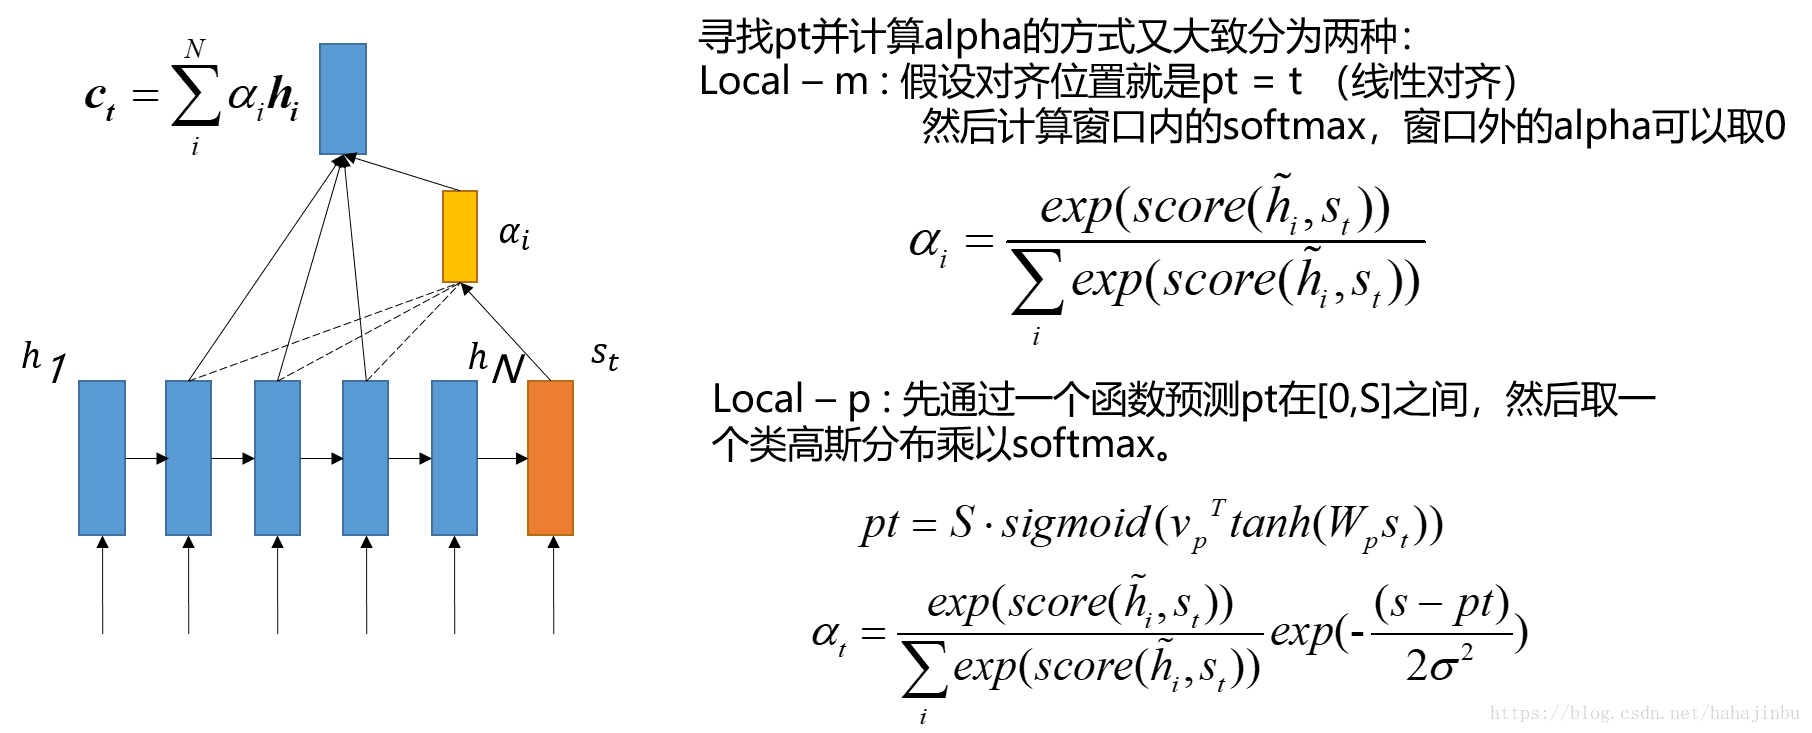 c_t = \sum_i^N α_i h_i
α_i
h_1
h_N
s_t
寻找pt并计算alpha的方式又大致分为两种：
Local – m : 假设对齐位置就是pt = t （线性对齐）
然后计算窗口内的softmax，窗口外的alpha可以取0
α_i = \frac{exp(score(\tilde{h}_i, s_t))}{\sum_i exp(score(\tilde{h}_i, s_t))}
Local – p : 先通过一个函数预测pt在[0,S]之间，然后取一
个类高斯分布乘以softmax。
pt = S · sigmoid(v_p^T tanh(W_p s_t))
α_t = \frac{exp(score(\tilde{h}_i, s_t))}{\sum_i exp(score(\tilde{h}_i, s_t))} exp(-\frac{(s - pt)}{2σ^2})
https://blog.csdn.net/hahajinbu